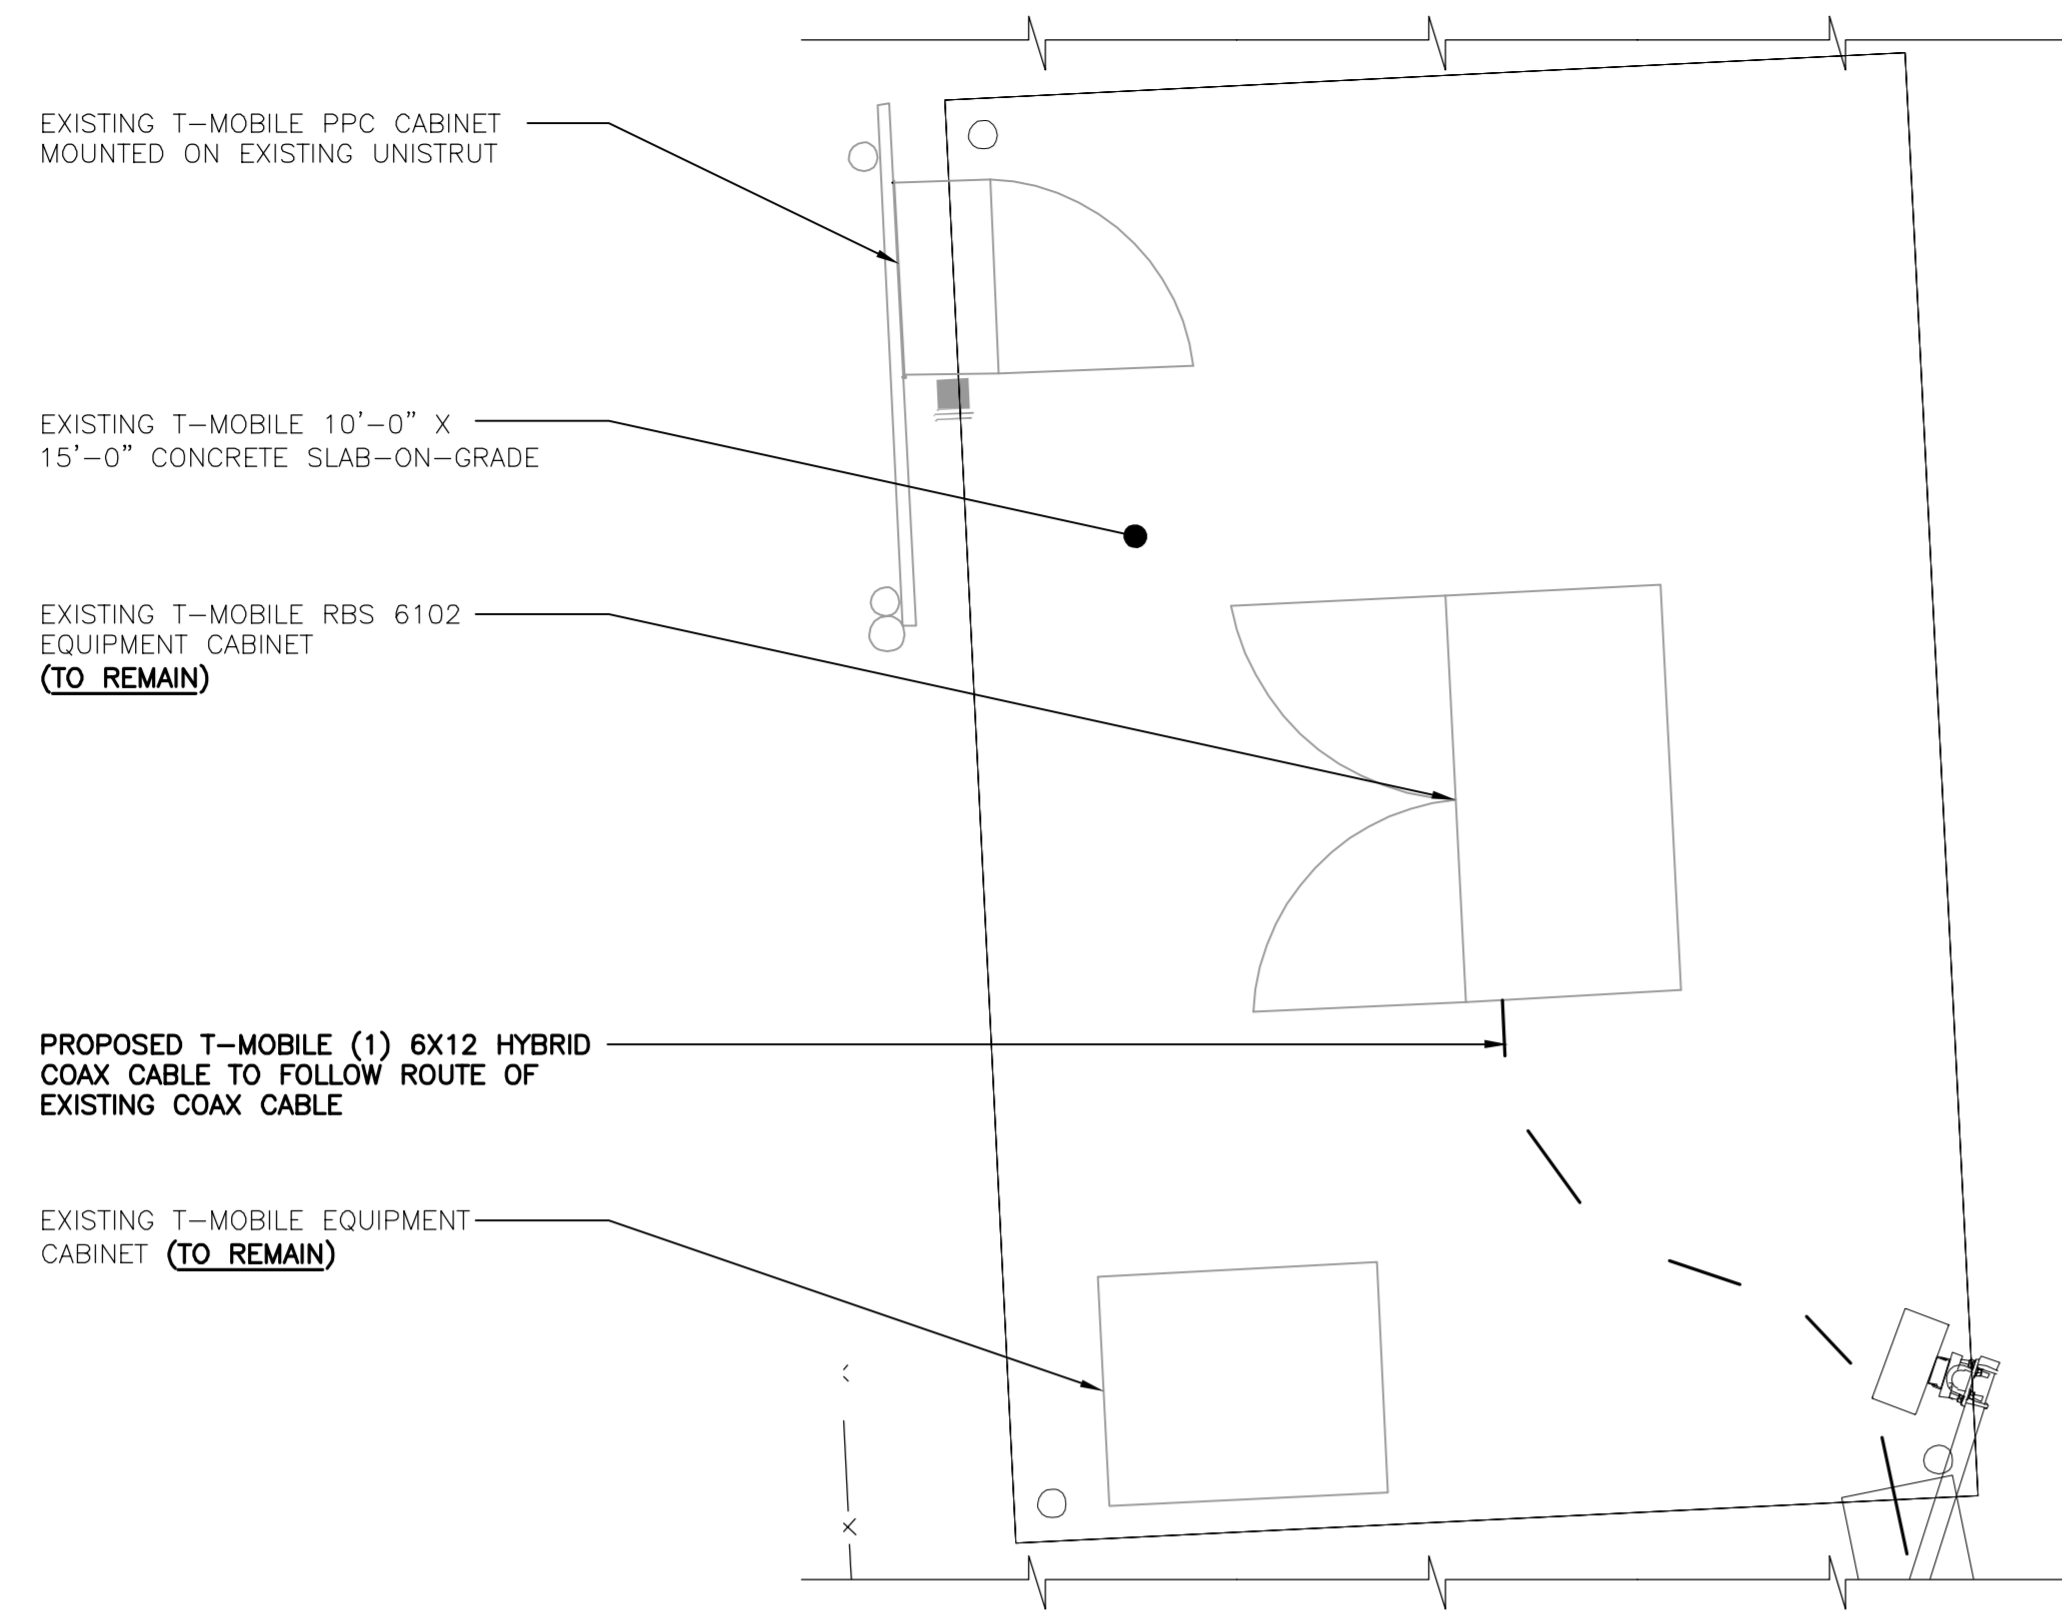 EXISTING T-MOBILE PPC CABINET
MOUNTED ON EXISTING UNISTRUT
EXISTING T-MOBILE 10'-0" X
15'-0" CONCRETE SLAB-ON-GRADE
EXISTING T-MOBILE RBS 6102
EQUIPMENT CABINET
(TO REMAIN)
PROPOSED T-MOBILE (1) 6X12 HYBRID
COAX CABLE TO FOLLOW ROUTE OF
EXISTING COAX CABLE
EXISTING T-MOBILE EQUIPMENT
CABINET (TO REMAIN)